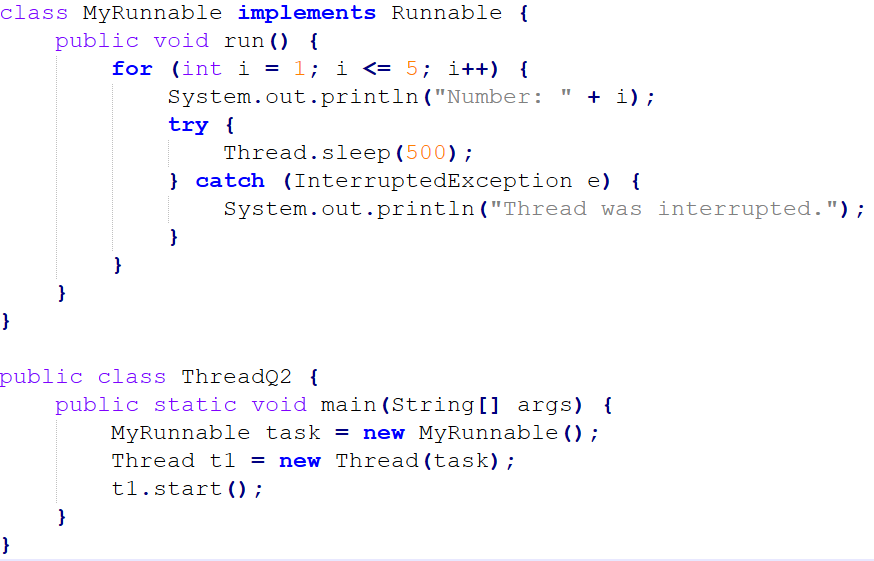 class MyRunnable implements Runnable {
    public void run() {
        for (int i = 1; i <= 5; i++) {
            System.out.println("Number: " + i);
            try {
                Thread.sleep(500);
            } catch (InterruptedException e) {
                System.out.println("Thread was interrupted.");
            }
        }
    }
}

public class ThreadQ2 {
    public static void main(String[] args) {
        MyRunnable task = new MyRunnable();
        Thread t1 = new Thread(task);
        t1.start();
    }
}